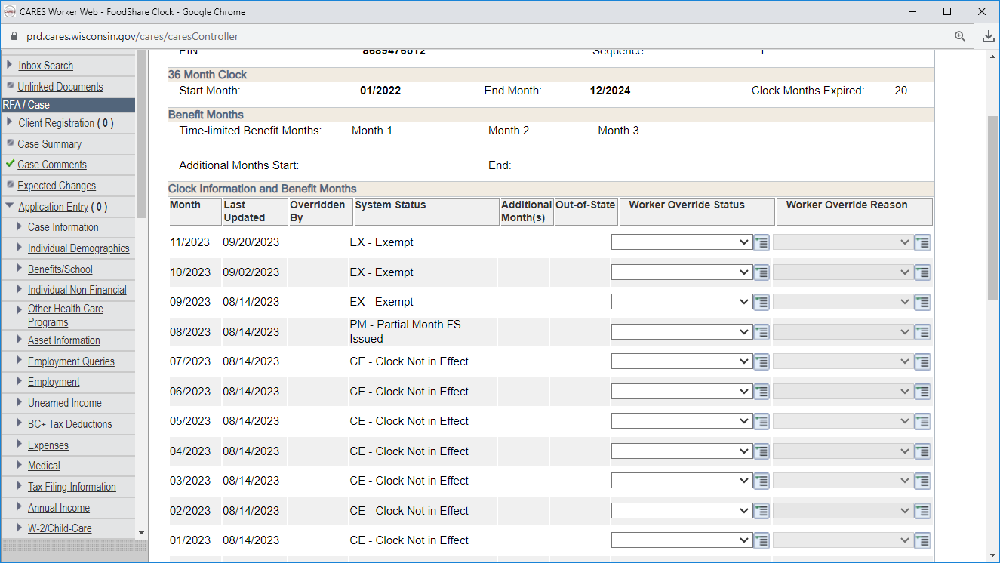 CARES Worker Web - FoodShare Clock - Google Chrome
prd.cares.wisconsin.gov/cares/caresController
Inbox Search
Unlinked Documents
RFA / Case
Client Registration ( 0 )
Case Summary
Case Comments
Expected Changes
Application Entry ( 0 )
Case Information
Individual Demographics
Benefits/School
Individual Non Financial
Other Health Care
Programs
Asset Information
Employment Queries
Employment
Unearned Income
BC+ Tax Deductions
Expenses
Medical
Tax Filing Information
Annual Income
W-2/Child-Care
PIN: 8689476512 Sequence: 1
36 Month Clock
Start Month: 01/2022 End Month: 12/2024 Clock Months Expired: 20
Benefit Months
Time-limited Benefit Months: Month 1 Month 2 Month 3
Additional Months Start: End:
Clock Information and Benefit Months
Month Last Updated Overridden By System Status Additional Month(s) Out-of-State Worker Override Status Worker Override Reason
11/2023 09/20/2023 EX - Exempt
10/2023 09/02/2023 EX - Exempt
09/2023 08/14/2023 EX - Exempt
08/2023 08/14/2023 PM - Partial Month FS Issued
07/2023 08/14/2023 CE - Clock Not in Effect
06/2023 08/14/2023 CE - Clock Not in Effect
05/2023 08/14/2023 CE - Clock Not in Effect
04/2023 08/14/2023 CE - Clock Not in Effect
03/2023 08/14/2023 CE - Clock Not in Effect
02/2023 08/14/2023 CE - Clock Not in Effect
01/2023 08/14/2023 CE - Clock Not in Effect